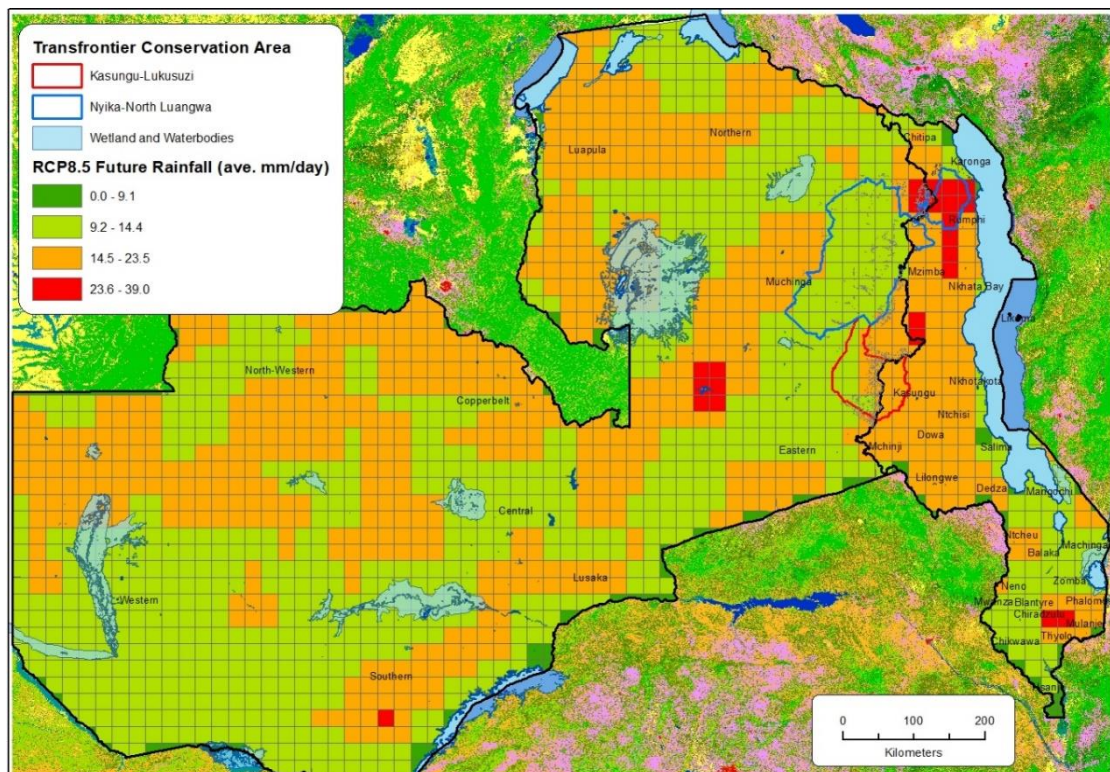 Transfrontier Conservation Area
Kasungu-Lukusuzi
Nyika-North Luangwa
Wetland and Waterbodies
RCP8.5 Future Rainfall (ave. mm/day)
0.0 - 9.1
9.2 - 14.4
14.5 - 23.5
23.6 - 39.0
Northern
Luapula
Chitipa
Karonga
Rumphi
Muchinga
Mzimba
Nkhata Bay
Likoma
North-Western
Copperbelt
Kasungu
Nkhotakota
Ntchisi
Dowa
Mchinji
Salima
Eastern
Lilongwe
Dedza
Mangochi
Central
Ntcheu
Machinga
Balaka
Lusaka
Zomba
Neno
Western
Mwanza
Blantyre
Phalombe
Chiradzulu
Mulanje
Thyolo
Chikwawa
Southern
Nsanje
0 100 200
Kilometers